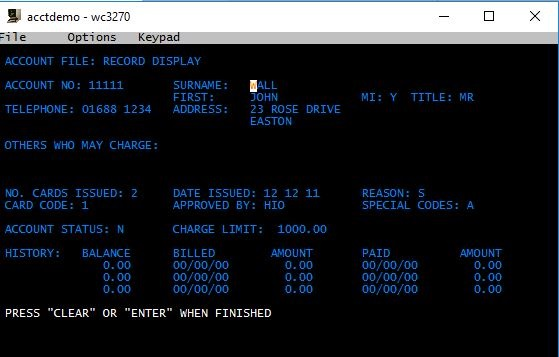 acctdemo - wc3270
File Options Keypad
ACCOUNT FILE: RECORD DISPLAY
ACCOUNT NO: 11111 SURNAME: WALL
FIRST: JOHN MI: Y TITLE: MR
TELEPHONE: 01688 1234 ADDRESS: 23 ROSE DRIVE
EASTON
OTHERS WHO MAY CHARGE:
NO. CARDS ISSUED: 2 DATE ISSUED: 12 12 11 REASON: S
CARD CODE: 1 APPROVED BY: HIO SPECIAL CODES: A
ACCOUNT STATUS: N CHARGE LIMIT: 1000.00
HISTORY: BALANCE BILLED AMOUNT PAID AMOUNT
0.00 00/00/00 0.00 00/00/00 0.00
0.00 00/00/00 0.00 00/00/00 0.00
0.00 00/00/00 0.00 00/00/00 0.00
PRESS "CLEAR" OR "ENTER" WHEN FINISHED